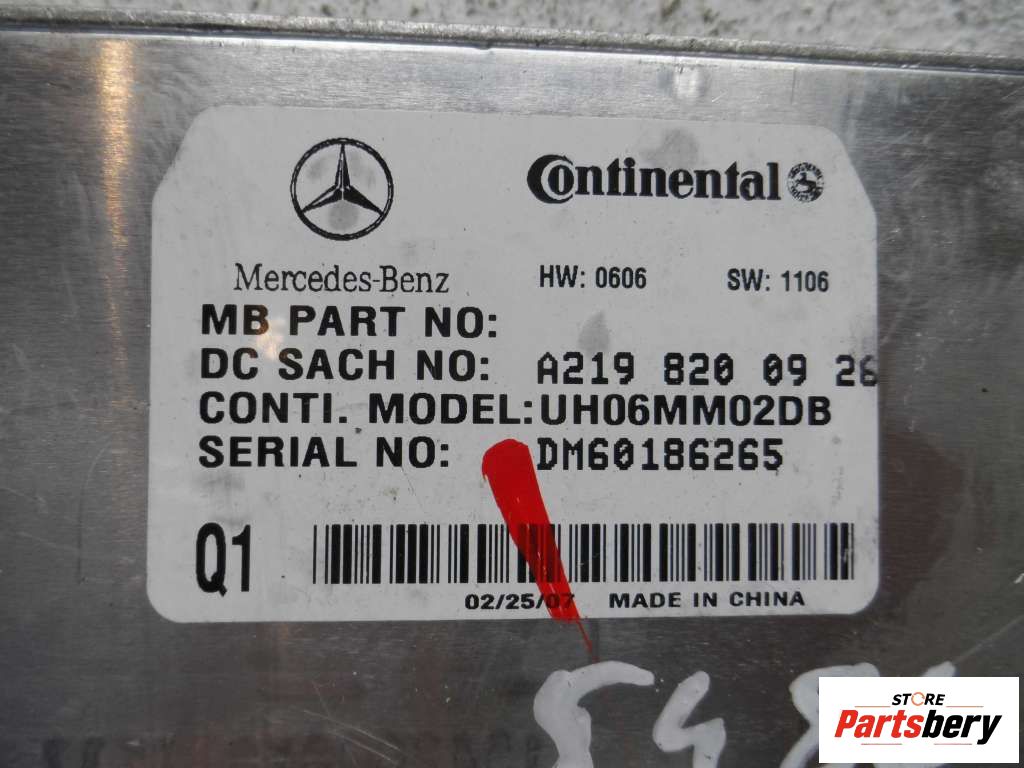 Continental
Mercedes-Benz HW: 0606 SW: 1106
MB PART NO:
DC SACH NO: A219 820 09 26
CONTI. MODEL:UH06MM02DB
SERIAL NO: DM60186265
Q1
02/25/07 MADE IN CHINA
STORE
Partsbery